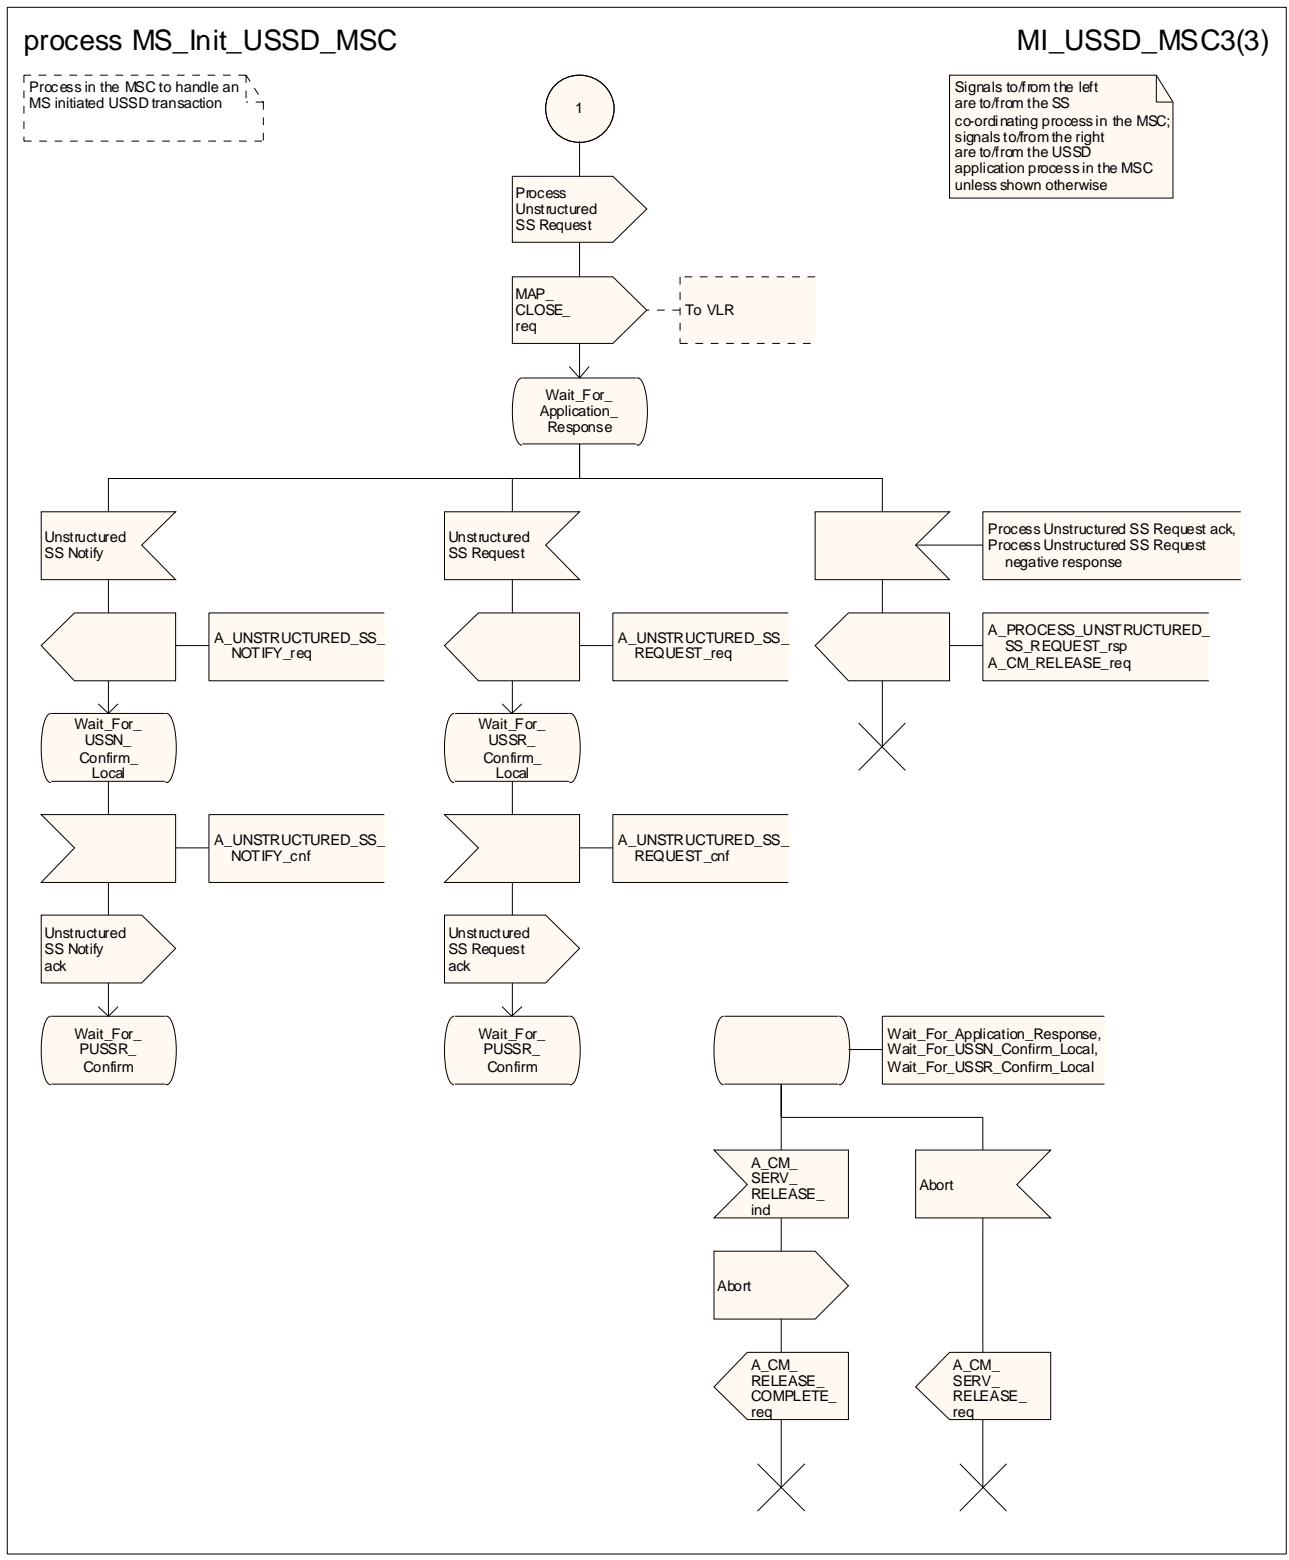 process MS_Init_USSD_MSC
MI_USSD_MSC3(3)
Process in the MSC to handle an
MS initiated USSD transaction
1
Signals to/from the left
are to/from the SS
co-ordinating process in the MSC;
signals to/from the right
are to/from the USSD
application process in the MSC
unless shown otherwise
Process
Unstructured
SS Request
MAP_
CLOSE_
req
To VLR
Wait_For_
Application_
Response
Unstructured
SS Notify
Unstructured
SS Request
Process Unstructured SS Request ack,
Process Unstructured SS Request
negative response
A_UNSTRUCTURED_SS_
NOTIFY_req
A_UNSTRUCTURED_SS_
REQUEST_req
A_PROCESS_UNSTRUCTURED_
SS_REQUEST_rsp
A_CM_RELEASE_req
Wait_For_
USSN_
Confirm_
Local
Wait_For_
USSR_
Confirm_
Local
A_UNSTRUCTURED_SS_
NOTIFY_cnf
A_UNSTRUCTURED_SS_
REQUEST_cnf
Unstructured
SS Notify
ack
Unstructured
SS Request
ack
Wait_For_
PUSSR_
Confirm
Wait_For_
PUSSR_
Confirm
Wait_For_Application_Response,
Wait_For_USSN_Confirm_Local,
Wait_For_USSR_Confirm_Local
A_CM_
SERV_
RELEASE_
ind
Abort
Abort
A_CM_
RELEASE_
COMPLETE_
req
A_CM_
SERV_
RELEASE_
req